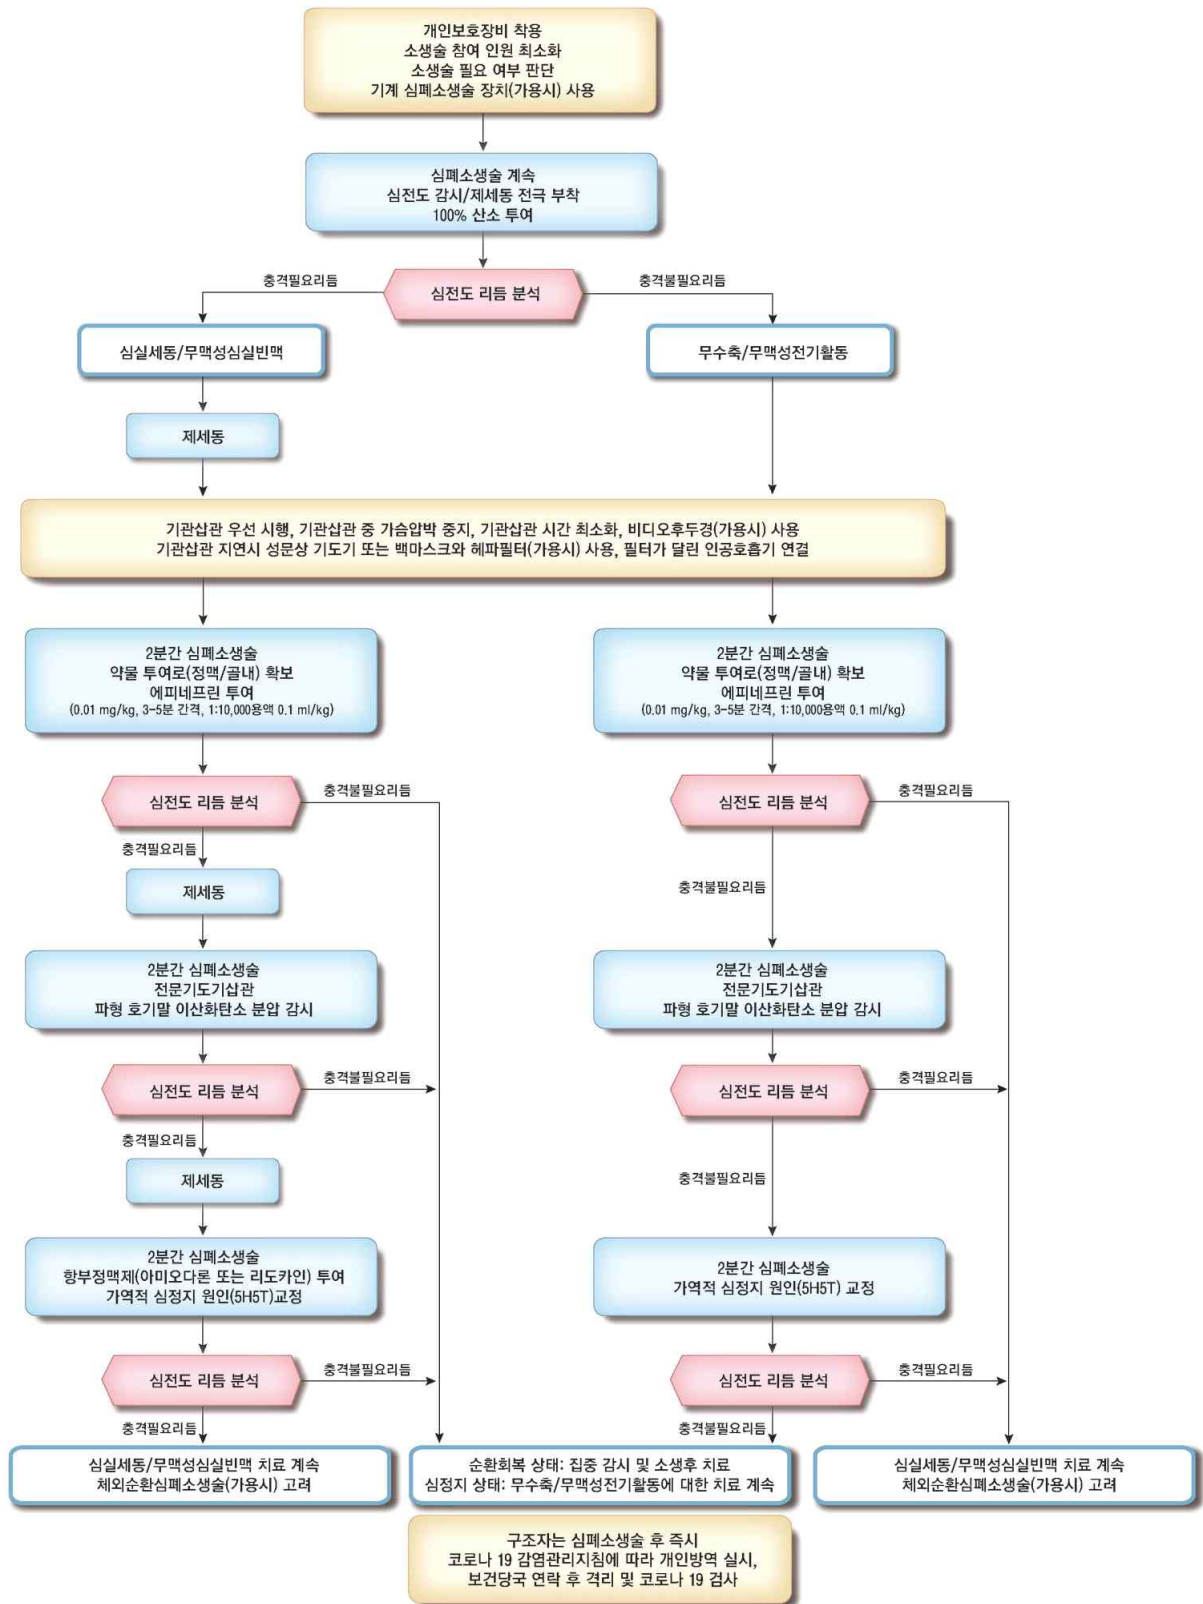 개인보호장비 착용
소생술 참여 인원 최소화
소생술 필요 여부 판단
기계 심폐소생술 장치(가용시) 사용
심폐소생술 계속
심전도 감시/제세동 전극 부착
100% 산소 투여
충격필요리듬
심전도 리듬 분석
충격불필요리듬
심실세동/무맥성심실빈맥
무수축/무맥성전기활동
제세동
기관삽관 우선 시행, 기관삽관 중 가슴압박 중지, 기관삽관 시간 최소화, 비디오후두경(가용시) 사용
기관삽관 지연시 성문상 기도기 또는 백마스크와 헤파필터(가용시) 사용, 필터가 달린 인공호흡기 연결
2분간 심폐소생술
약물 투여로(정맥/골내) 확보
에피네프린 투여
(0.01 mg/kg, 3-5분 간격, 1:10,000용액 0.1 ml/kg)
2분간 심폐소생술
약물 투여로(정맥/골내) 확보
에피네프린 투여
(0.01 mg/kg, 3-5분 간격, 1:10,000용액 0.1 ml/kg)
심전도 리듬 분석
충격불필요리듬
심전도 리듬 분석
충격필요리듬
충격필요리듬
제세동
충격불필요리듬
2분간 심폐소생술
전문기도기삽관
파형 호기말 이산화탄소 분압 감시
2분간 심폐소생술
전문기도기삽관
파형 호기말 이산화탄소 분압 감시
심전도 리듬 분석
충격불필요리듬
심전도 리듬 분석
충격필요리듬
충격필요리듬
제세동
충격불필요리듬
2분간 심폐소생술
항부정맥제(아미오다론 또는 리도카인) 투여
가역적 심정지 원인(5H5T)교정
2분간 심폐소생술
가역적 심정지 원인(5H5T) 교정
심전도 리듬 분석
충격불필요리듬
심전도 리듬 분석
충격필요리듬
충격필요리듬
충격불필요리듬
심실세동/무맥성심실빈맥 치료 계속
체외순환심폐소생술(가용시) 고려
순환회복 상태: 집중 감시 및 소생후 치료
심정지 상태: 무수축/무맥성전기활동에 대한 치료 계속
심실세동/무맥성심실빈맥 치료 계속
체외순환심폐소생술(가용시) 고려
구조자는 심폐소생술 후 즉시
코로나 19 감염관리지침에 따라 개인방역 실시,
보건당국 연락 후 격리 및 코로나 19 검사